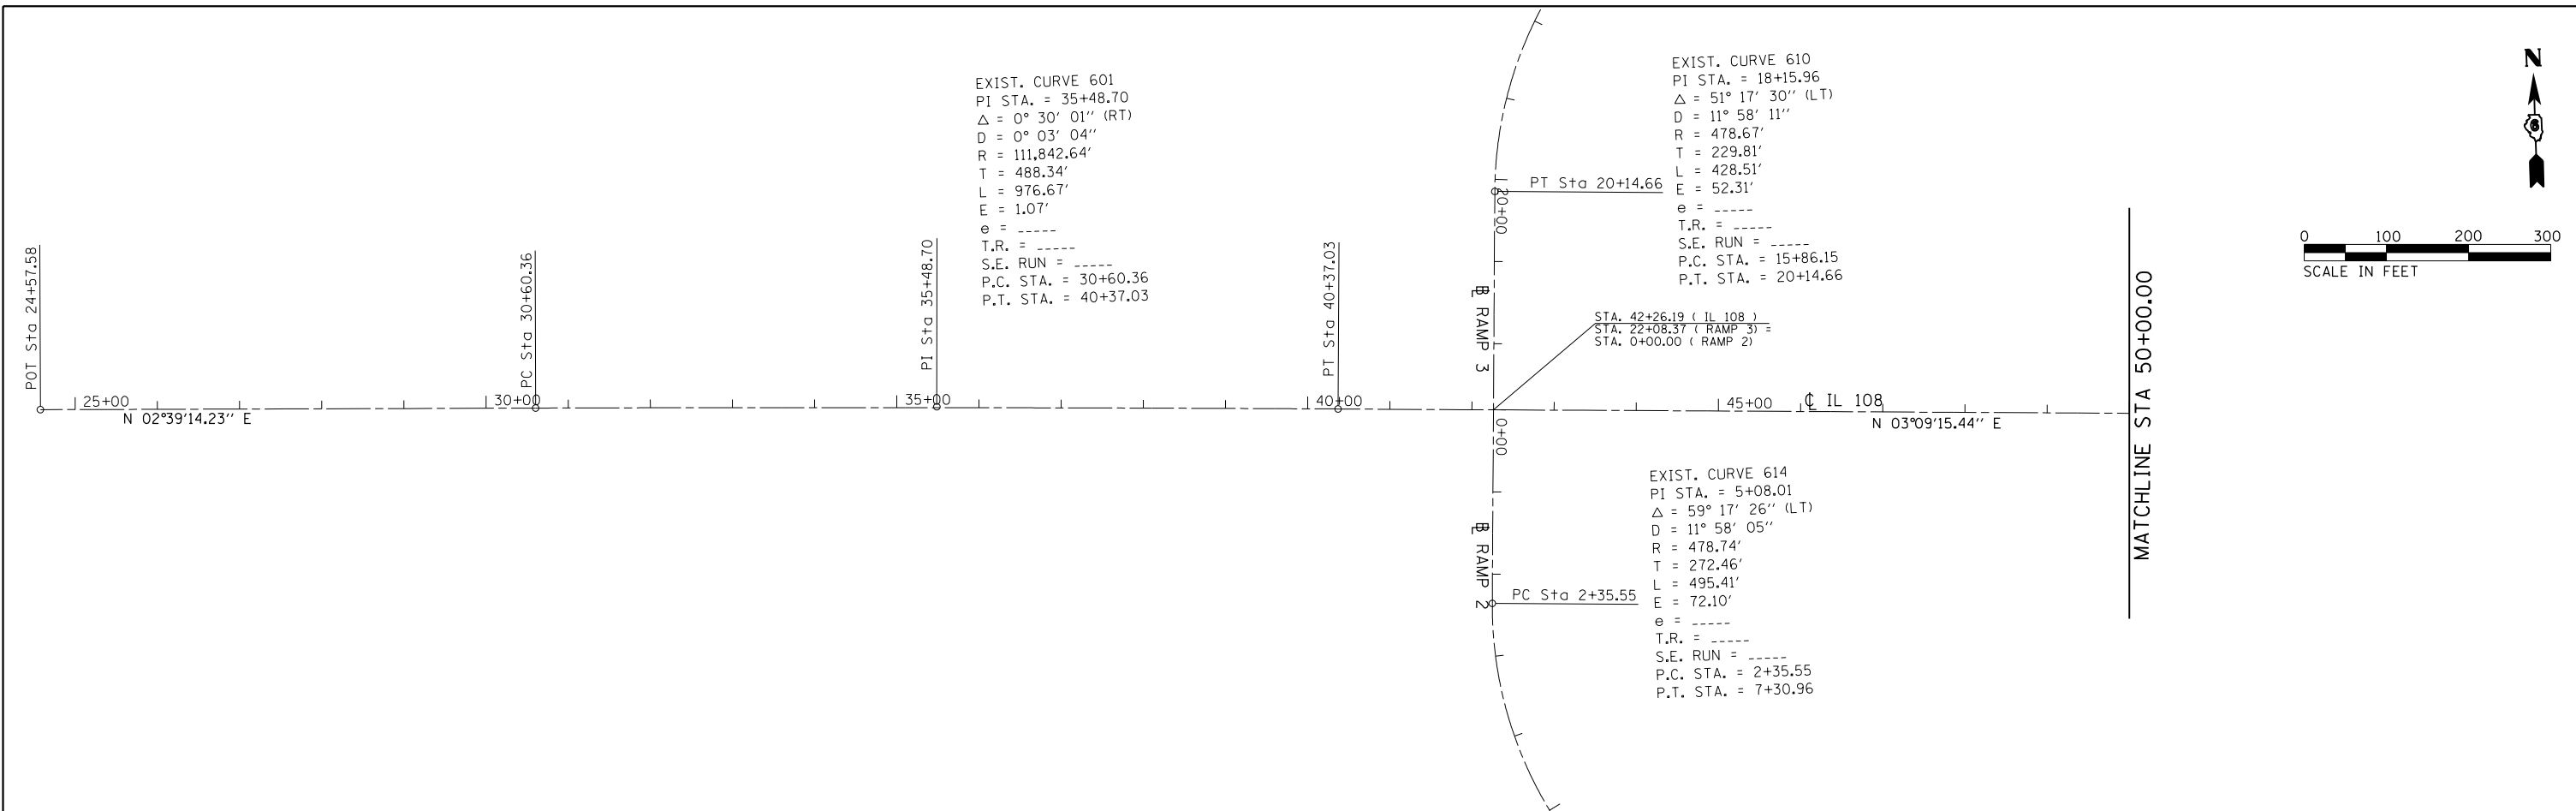 EXIST. CURVE 601
PI STA. = 35+48.70
△ = 0° 30' 01'' (RT)
D = 0° 03' 04''
R = 111,842.64'
T = 488.34'
L = 976.67'
E = 1.07'
e = -----
T.R. = -----
S.E. RUN = -----
P.C. STA. = 30+60.36
P.T. STA. = 40+37.03
EXIST. CURVE 610
PI STA. = 18+15.96
△ = 51° 17' 30'' (LT)
D = 11° 58' 11''
R = 478.67'
T = 229.81'
L = 428.51'
E = 52.31'
e = -----
T.R. = -----
S.E. RUN = -----
P.C. STA. = 15+86.15
P.T. STA. = 20+14.66
N
6
0 100 200 300
SCALE IN FEET
PT Sta 20+14.66
20+00
POT Sta 24+57.58
PC Sta 30+60.36
PI Sta 35+48.70
PT Sta 40+37.03
B RAMP 3
STA. 42+26.19 ( IL 108 )
STA. 22+08.37 ( RAMP 3) =
STA. 0+00.00 ( RAMP 2)
MATCHLINE STA 50+00.00
25+00
30+00
35+00
40+00
45+00
℄ IL 108
N 02°39'14.23'' E
N 03°09'15.44'' E
0+00
B RAMP 2
PC Sta 2+35.55
EXIST. CURVE 614
PI STA. = 5+08.01
△ = 59° 17' 26'' (LT)
D = 11° 58' 05''
R = 478.74'
T = 272.46'
L = 495.41'
E = 72.10'
e = -----
T.R. = -----
S.E. RUN = -----
P.C. STA. = 2+35.55
P.T. STA. = 7+30.96